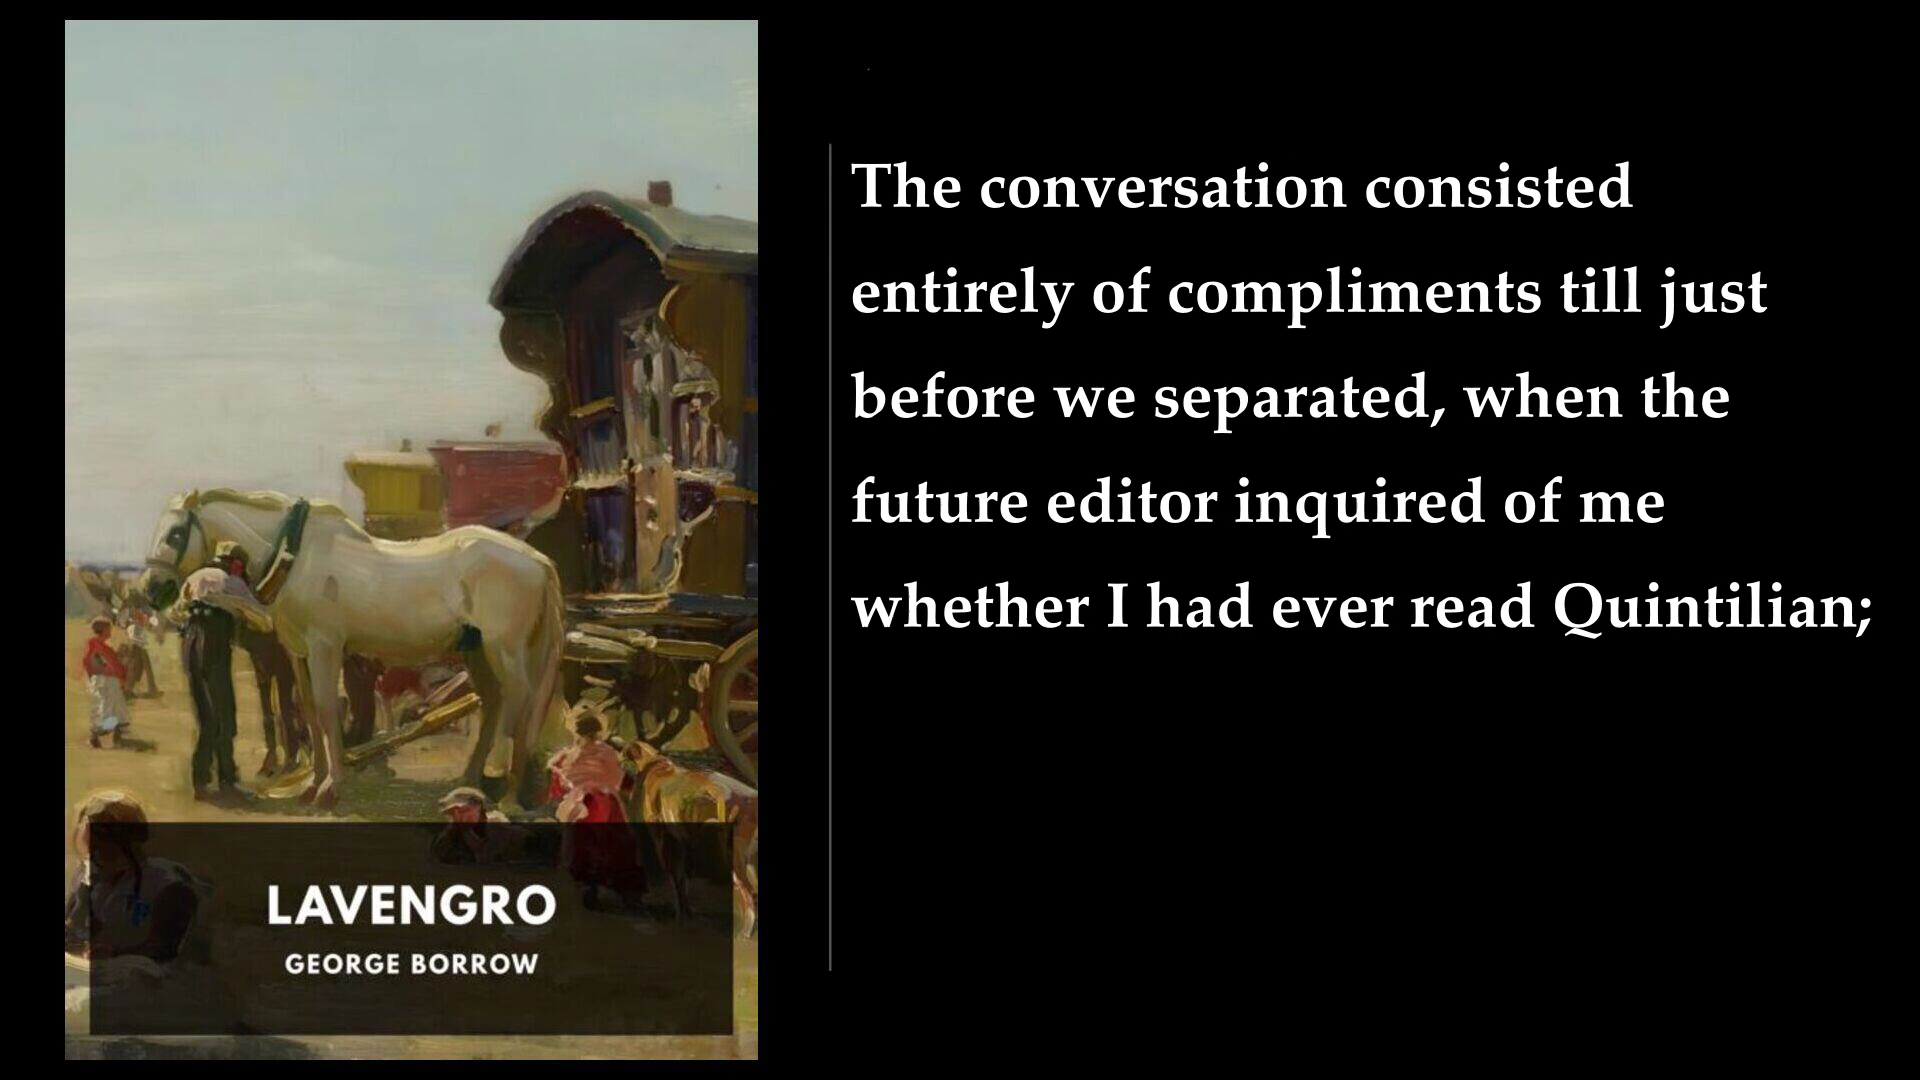 The conversation consisted
entirely of compliments till just
before we separated, when the
future editor inquired of me
whether I had ever read Quintilian;
LAVENGRO
GEORGE BORROW